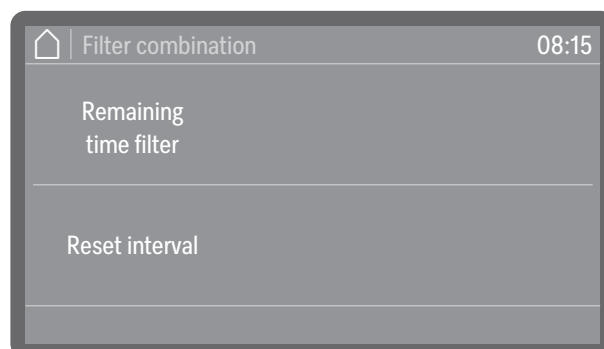 Filter combination 08:15
Remaining
time filter
Reset interval